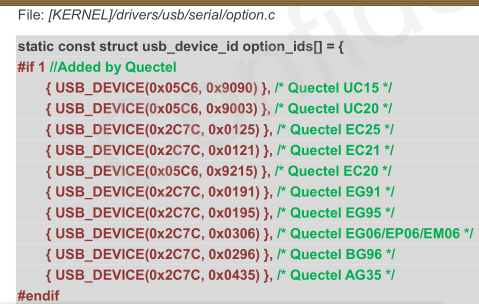 File: [KERNEL]/drivers/usb/serial/option.c
static const struct usb_device_id option_ids[] = {
#if 1 //Added by Quectel
{ USB_DEVICE(0x05C6, 0x9090) }, /* Quectel UC15 */
{ USB_DEVICE(0x05C6, 0x9003) }, /* Quectel UC20 */
{ USB_DEVICE(0x2C7C, 0x0125) }, /* Quectel EC25 */
{ USB_DEVICE(0x2C7C, 0x0121) }, /* Quectel EC21 */
{ USB_DEVICE(0x05C6, 0x9215) }, /* Quectel EC20 */
{ USB_DEVICE(0x2C7C, 0x0191) }, /* Quectel EG91 */
{ USB_DEVICE(0x2C7C, 0x0195) }, /* Quectel EG95 */
{ USB_DEVICE(0x2C7C, 0x0306) }, /* Quectel EG06/EP06/EM06 */
{ USB_DEVICE(0x2C7C, 0x0296) }, /* Quectel BG96 */
{ USB_DEVICE(0x2C7C, 0x0435) }, /* Quectel AG35 */
#endif